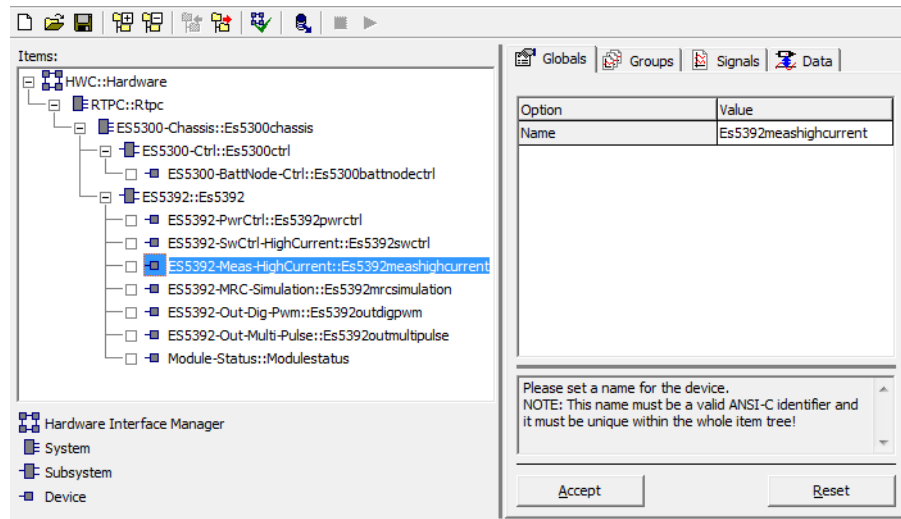 Items:
HWC::Hardware
RTPC::Rtpc
ES5300-Chassis::Es5300chassis
ES5300-Ctrl::Es5300ctrl
ES5300-BattNode-Ctrl::Es5300battnodectrl
ES5392::Es5392
ES5392-PwrCtrl::Es5392pwrctrl
ES5392-SwCtrl-HighCurrent::Es5392swctrl
ES5392-Meas-HighCurrent::Es5392meashighcurrent
ES5392-MRC-Simulation::Es5392mrcsimulation
ES5392-Out-Dig-Pwm::Es5392outdigpwm
ES5392-Out-Multi-Pulse::Es5392outmultipulse
Module-Status::Modulestatus
Hardware Interface Manager
System
Subsystem
Device
Globals Groups Signals Data
Option Value
Name Es5392meashighcurrent
Please set a name for the device.
NOTE: This name must be a valid ANSI-C identifier and
it must be unique within the whole item tree!
Accept Reset